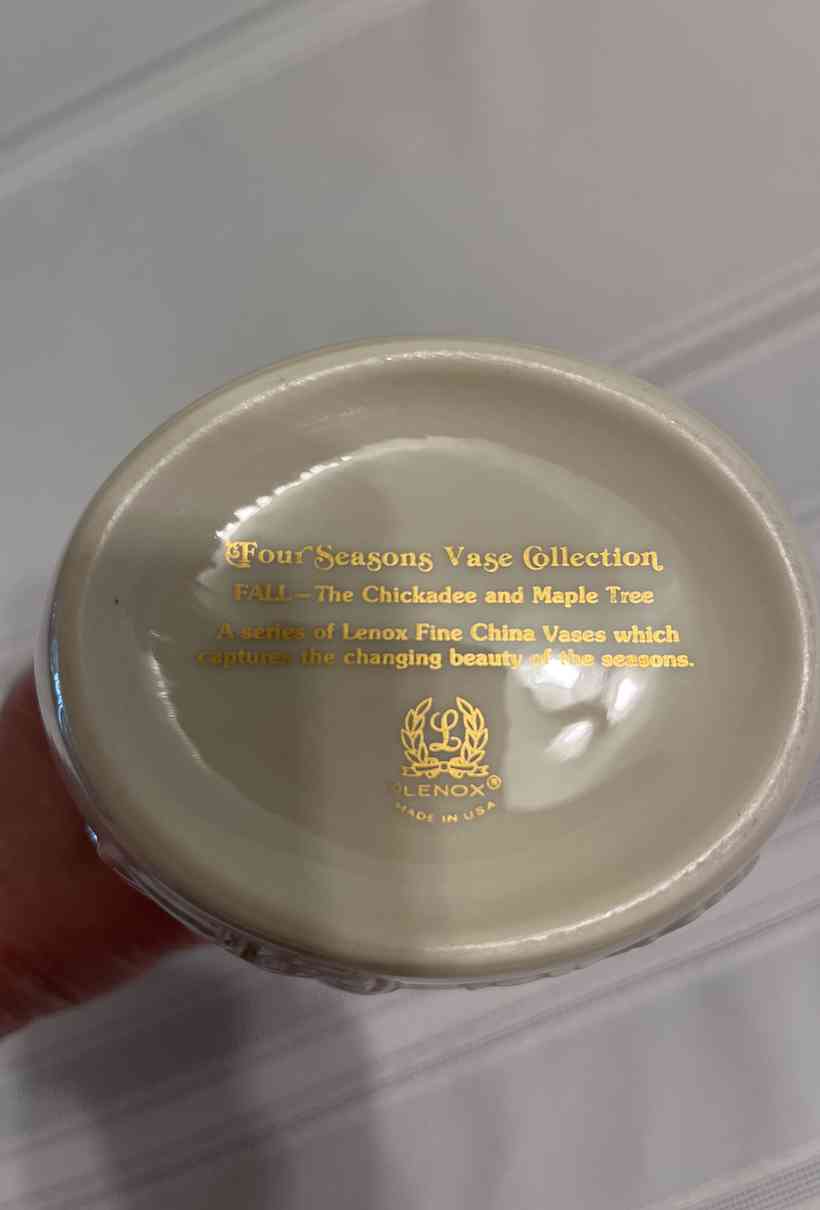 Four Seasons Vase Collection
FALL—The Chickadee and Maple Tree
A series of Lenox Fine China Vases which
captures the changing beauty of the seasons.
L
©LENOX®
MADE IN USA